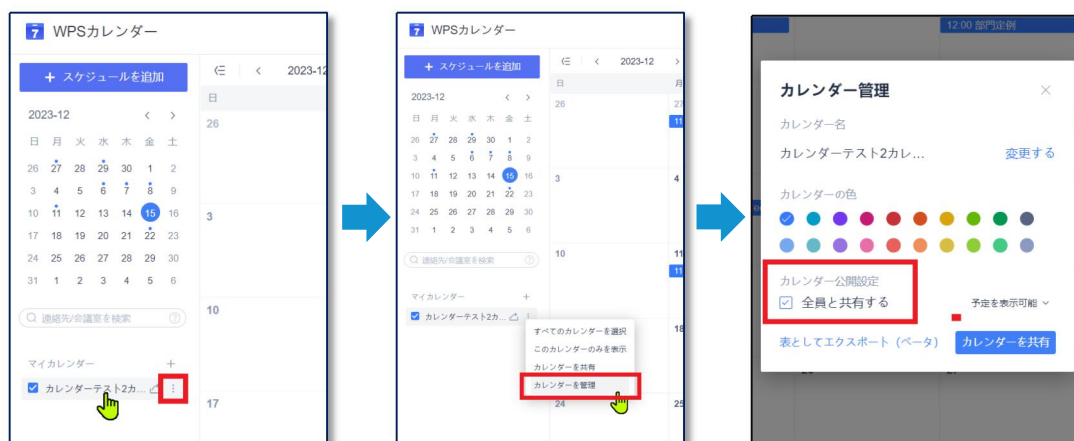 7 WPSカレンダー
+ スケジュールを追加
< 2023-12
日
2023-12 < >
26
日 月 火 水 木 金 土
26 27 28 29 30 1 2
3 4 5 6 7 8 9
10 11 12 13 14 15 16
17 18 19 20 21 22 23
24 25 26 27 28 29 30
31 1 2 3 4 5 6
3
連絡先/会議室を検索
10
マイカレンダー +
カレンダーテスト2カ...
17
7 WPSカレンダー
+ スケジュールを追加
< 2023-12 >
日 月
2023-12 < >
26 27
11
日 月 火 水 木 金 土
26 27 28 29 30 1 2
3 4 5 6 7 8 9
10 11 12 13 14 15 16
17 18 19 20 21 22 23
24 25 26 27 28 29 30
31 1 2 3 4 5 6
3 4
連絡先/会議室を検索
10 11
11
マイカレンダー +
カレンダーテスト2カ...
18
すべてのカレンダーを選択
このカレンダーのみを表示
カレンダーを共有
カレンダーを管理
24 25
12:00 部門定例
カレンダー管理
カレンダー名
カレンダーテスト2カレ... 変更する
カレンダーの色
カレンダー公開設定
全員と共有する
予定を表示可能
表としてエクスポート（ベータ） カレンダーを共有